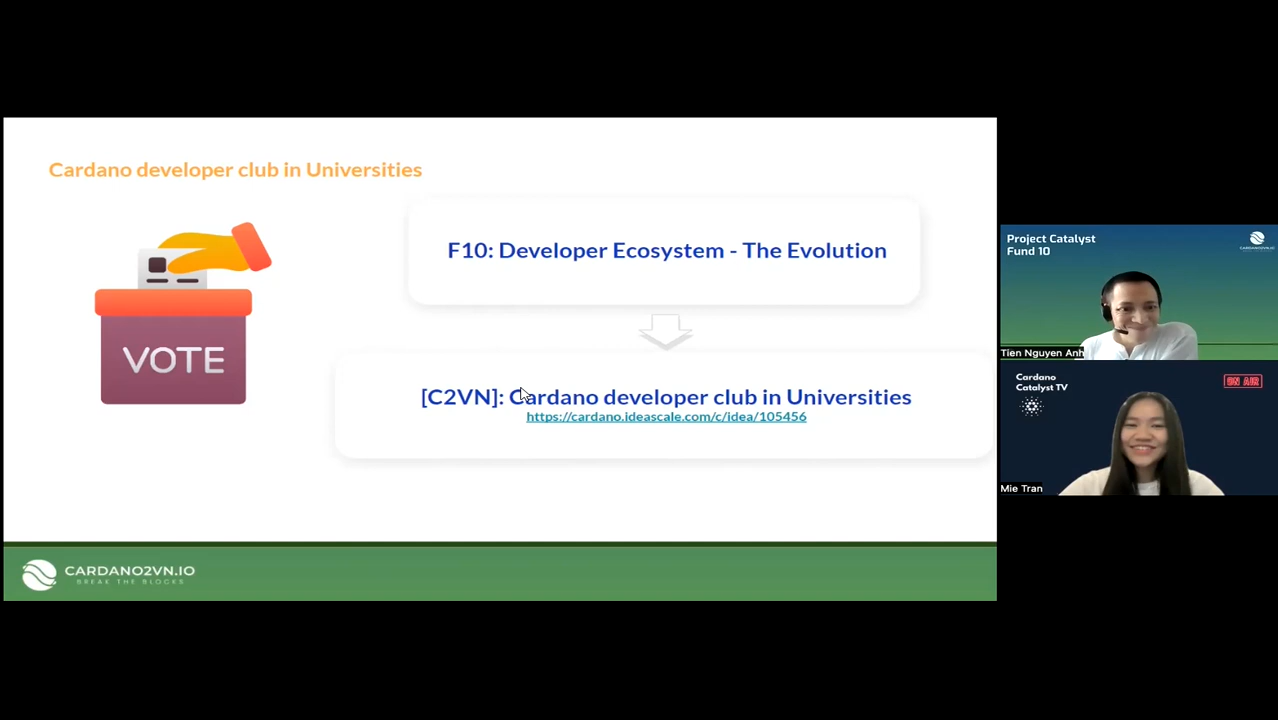 Cardano developer club in Universities
VOTE
F10: Developer Ecosystem - The Evolution
[C2VN]: Cardano developer club in Universities
https://cardano.ideascale.com/c/idea/105456
CARDANO2VN.IO
BREAK THE BLOCKS
Project Catalyst
Fund 10
CARDANO2VN.IO
Tien Nguyen Anh
Cardano
Catalyst TV
ON AIR
Mie Tran